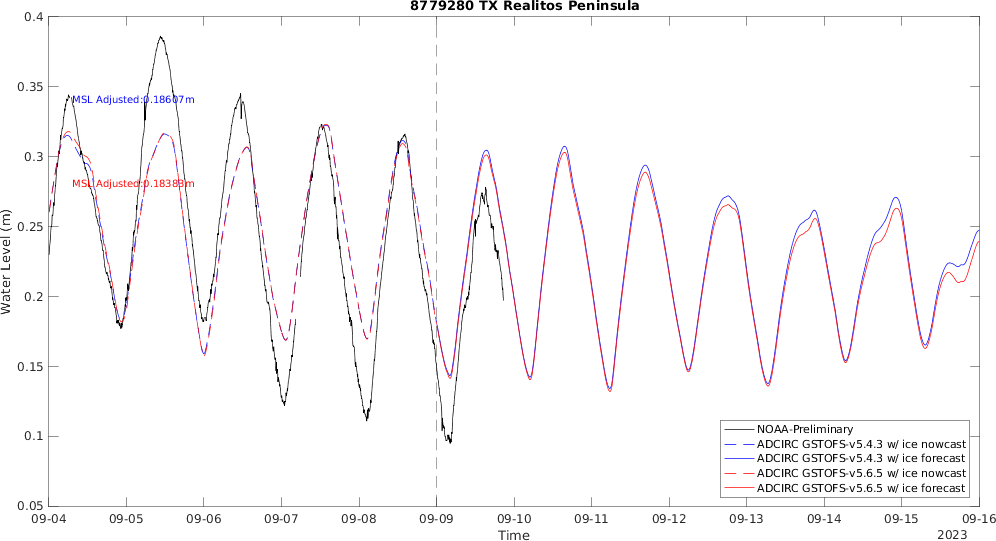 8779280 TX Realitos Peninsula
0.4
0.35
0.3
0.25
0.2
0.15
0.1
0.05
Water Level (m)
MSL Adjusted:0.18607m
MSL Adjusted:0.18383m
NOAA-Preliminary
ADCIRC GSTOFS-v5.4.3 w/ ice nowcast
ADCIRC GSTOFS-v5.4.3 w/ ice forecast
ADCIRC GSTOFS-v5.6.5 w/ ice nowcast
ADCIRC GSTOFS-v5.6.5 w/ ice forecast
09-04 09-05 09-06 09-07 09-08 09-09 09-10 09-11 09-12 09-13 09-14 09-15 09-16
Time
2023